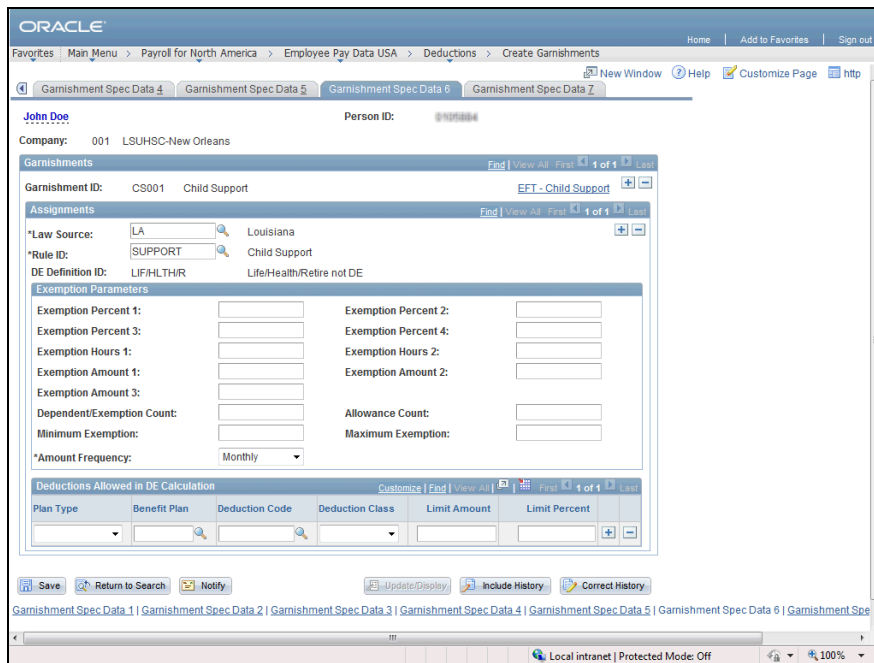 ORACLE
Home | Add to Favorites | Sign out
Favorites Main Menu > Payroll for North America > Employee Pay Data USA > Deductions > Create Garnishments
New Window Help Customize Page http
Garnishment Spec Data 4 Garnishment Spec Data 5 Garnishment Spec Data 6 Garnishment Spec Data 7
John Doe Person ID:
Company: 001 LSUHSC-New Orleans
Garnishments Find | View All First 1 of 1 Last
Garnishment ID: CS001 Child Support EFT - Child Support
Assignments Find | View All First 1 of 1 Last
*Law Source: LA Louisiana
*Rule ID: SUPPORT Child Support
DE Definition ID: LIF/HLTH/R Life/Health/Retire not DE
Exemption Parameters
Exemption Percent 1: Exemption Percent 2:
Exemption Percent 3: Exemption Percent 4:
Exemption Hours 1: Exemption Hours 2:
Exemption Amount 1: Exemption Amount 2:
Exemption Amount 3:
Dependent/Exemption Count: Allowance Count:
Minimum Exemption: Maximum Exemption:
*Amount Frequency: Monthly
Deductions Allowed in DE Calculation Customize | Find | View All | | First 1 of 1 Last
Plan Type Benefit Plan Deduction Code Deduction Class Limit Amount Limit Percent
Save Return to Search Notify Update/Display Include History Correct History
Garnishment Spec Data 1 | Garnishment Spec Data 2 | Garnishment Spec Data 3 | Garnishment Spec Data 4 | Garnishment Spec Data 5 | Garnishment Spec Data 6 | Garnishment Spe
Local intranet | Protected Mode: Off 100%